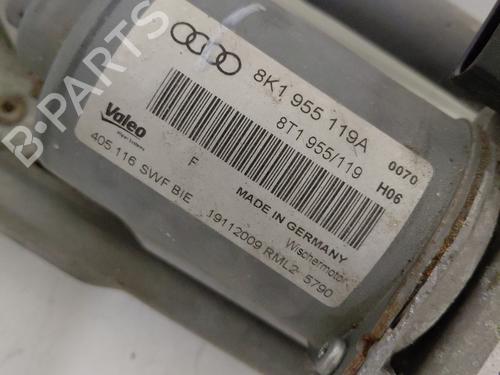 B-PARTS
8K1 955 119A
8T1 955/119
0070
H06
Valeo
405 116 SWF BIE
F
MADE IN GERMANY
Wischermotor
19112009 RML2 5790